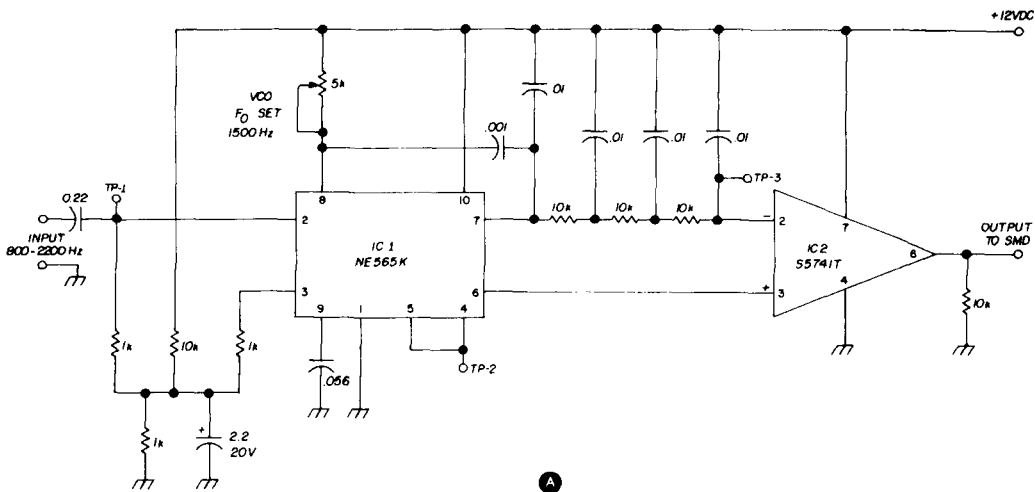 +12VDC
5k
VCO
F₀ SET
1500 Hz
.01
.001
.01
.01
.01
TP-1
0.22
8
10
TP-3
INPUT
800-2200 Hz
2
IC 1
NE565K
7
10k
10k
10k
− 2
7
IC2
S5741T
6
OUTPUT
TO SMD
3
6
+ 3
4
9
1
5
4
10k
1k
10k
1k
.056
TP-2
1k
+
2.2
20V
A